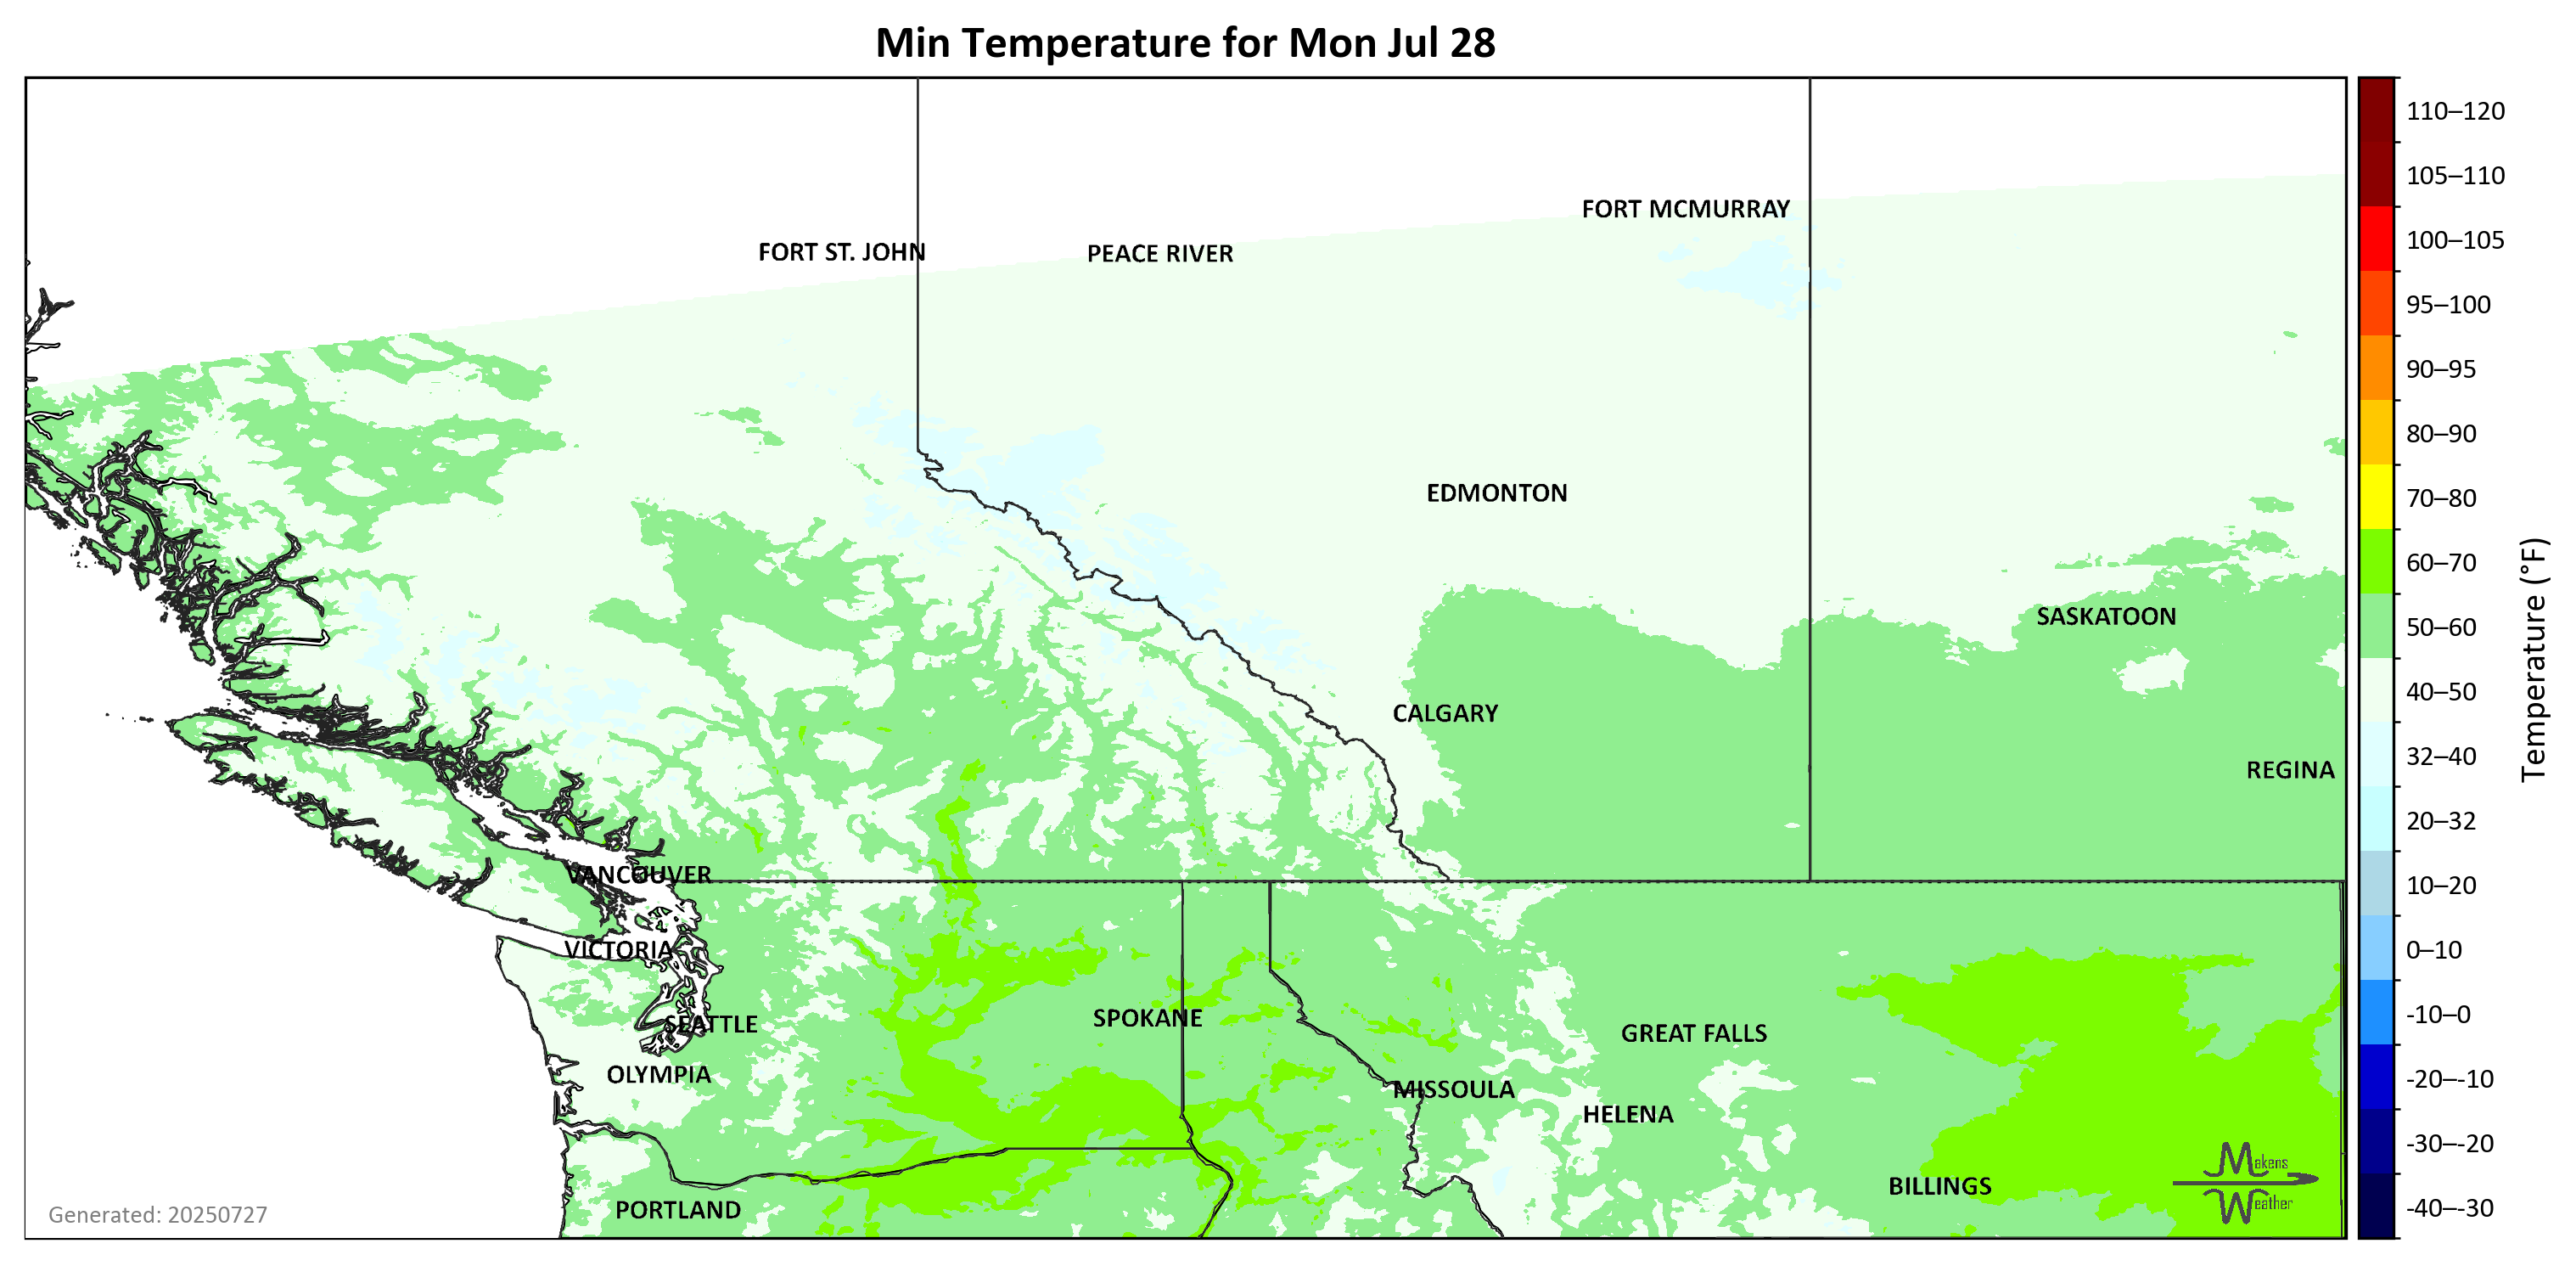 Min Temperature for Mon Jul 28
FORT MCMURRAY
FORT ST. JOHN
PEACE RIVER
EDMONTON
SASKATOON
CALGARY
REGINA
VANCOUVER
VICTORIA
SEATTLE
SPOKANE
GREAT FALLS
OLYMPIA
MISSOULA
HELENA
BILLINGS
PORTLAND
Makens
Weather
Generated: 20250727
110–120
105–110
100–105
95–100
90–95
80–90
70–80
60–70
50–60
40–50
32–40
20–32
10–20
0–10
-10–0
-20–-10
-30–-20
-40–-30
Temperature (°F)